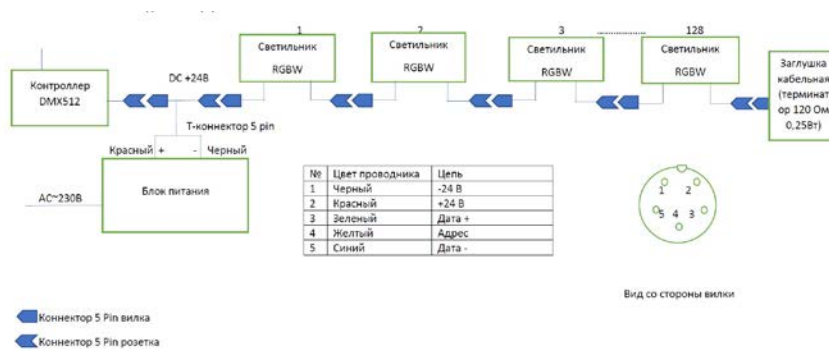 1
2
3
..............
128
Светильник
RGBW
Светильник
RGBW
Светильник
RGBW
Светильник
RGBW
Контроллер
DMX512
DC +24В
Заглушка
кабельная
(терминат
ор 120 Ом
0,25Вт)
Т-коннектор 5 pin
Красный + - Черный
Блок питания
AC~230В
№ Цвет проводника Цепь
1 Черный -24 В
2 Красный +24 В
3 Зеленый Дата +
4 Желтый Адрес
5 Синий Дата -
1 2
5 4 3
Вид со стороны вилки
Коннектор 5 Pin вилка
Коннектор 5 Pin розетка